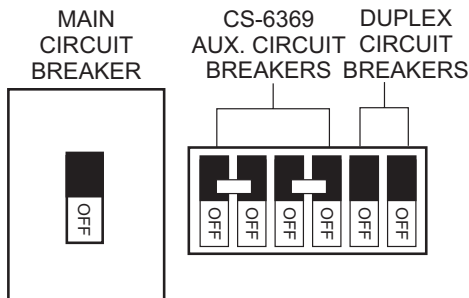 MAIN
CIRCUIT
BREAKER
CS-6369
AUX. CIRCUIT
BREAKERS
DUPLEX
CIRCUIT
BREAKERS
OFF
OFF
OFF
OFF
OFF
OFF
OFF